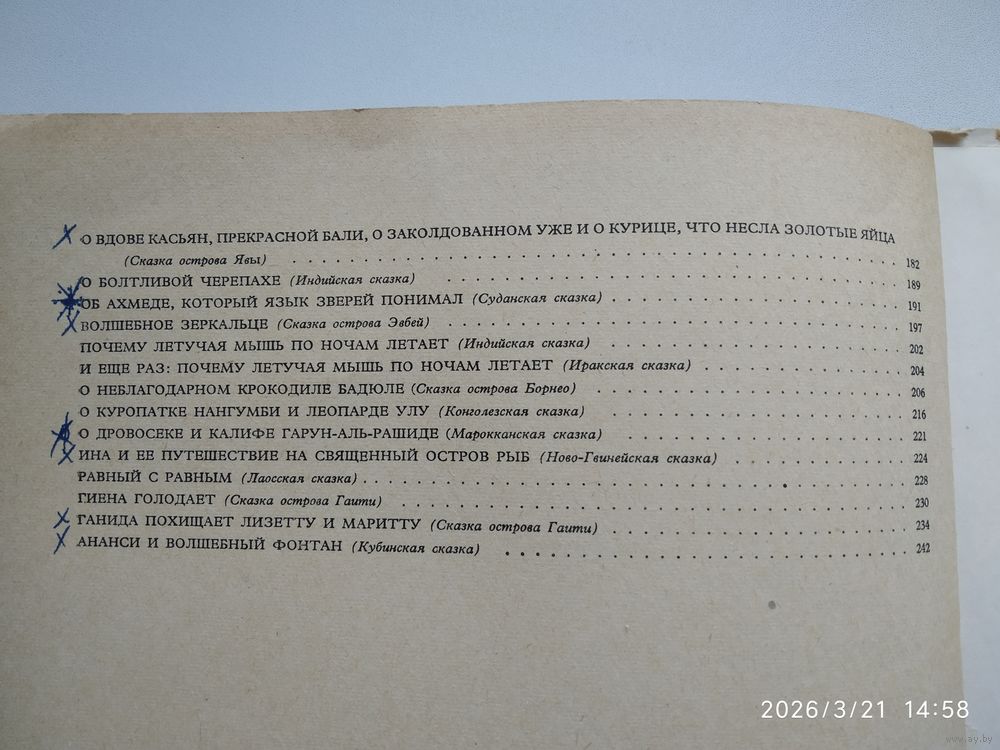 О ВДОВЕ КАСЬЯН, ПРЕКРАСНОЙ БАЛИ, О ЗАКОЛДОВАННОМ УЖЕ И О КУРИЦЕ, ЧТО НЕСЛА ЗОЛОТЫЕ ЯЙЦА
(Сказка острова Явы) . . . . . . . . . . . . . . . . . . . . 182
О БОЛТЛИВОЙ ЧЕРЕПАХЕ (Индийская сказка) . . . . . . . . . . . . . . . . . . . . 189
ОБ АХМЕДЕ, КОТОРЫЙ ЯЗЫК ЗВЕРЕЙ ПОНИМАЛ (Суданская сказка) . . . . . . . . . . . . . . . . 191
ВОЛШЕБНОЕ ЗЕРКАЛЬЦЕ (Сказка острова Эвбей) . . . . . . . . . . . . . . . . . . . . 197
ПОЧЕМУ ЛЕТУЧАЯ МЫШЬ ПО НОЧАМ ЛЕТАЕТ (Индийская сказка) . . . . . . . . . . . . . . . . 202
И ЕЩЕ РАЗ: ПОЧЕМУ ЛЕТУЧАЯ МЫШЬ ПО НОЧАМ ЛЕТАЕТ (Иракская сказка) . . . . . . . . . . . . 204
О НЕБЛАГОДАРНОМ КРОКОДИЛЕ БАДЮЛЕ (Сказка острова Борнео) . . . . . . . . . . . . . . . . 206
О КУРОПАТКЕ НАНГУМБИ И ЛЕОПАРДЕ УЛУ (Конголезская сказка) . . . . . . . . . . . . . . . . 216
О ДРОВОСЕКЕ И КАЛИФЕ ГАРУН-АЛЬ-РАШИДЕ (Марокканская сказка) . . . . . . . . . . . . . . . . 221
ИНА И ЕЕ ПУТЕШЕСТВИЕ НА СВЯЩЕННЫЙ ОСТРОВ РЫБ (Ново-Гвинейская сказка) . . . . . . . . . . 224
РАВНЫЙ С РАВНЫМ (Лаосская сказка) . . . . . . . . . . . . . . . . . . . . 228
ГИЕНА ГОЛОДАЕТ (Сказка острова Гаити) . . . . . . . . . . . . . . . . . . . . 230
ГАНИДА ПОХИЩАЕТ ЛИЗЕТТУ И МАРИТТУ (Сказка острова Гаити) . . . . . . . . . . . . . . . . 234
АНАНСИ И ВОЛШЕБНЫЙ ФОНТАН (Кубинская сказка) . . . . . . . . . . . . . . . . . . . . 242
2026/3/21 14:58
www.ay.by